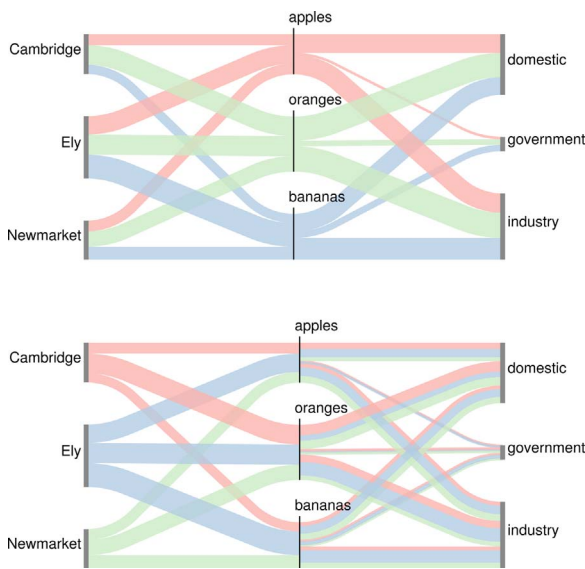 apples
Cambridge
domestic
oranges
Ely
government
bananas
Newmarket
industry
apples
Cambridge
domestic
oranges
Ely
government
bananas
Newmarket
industry